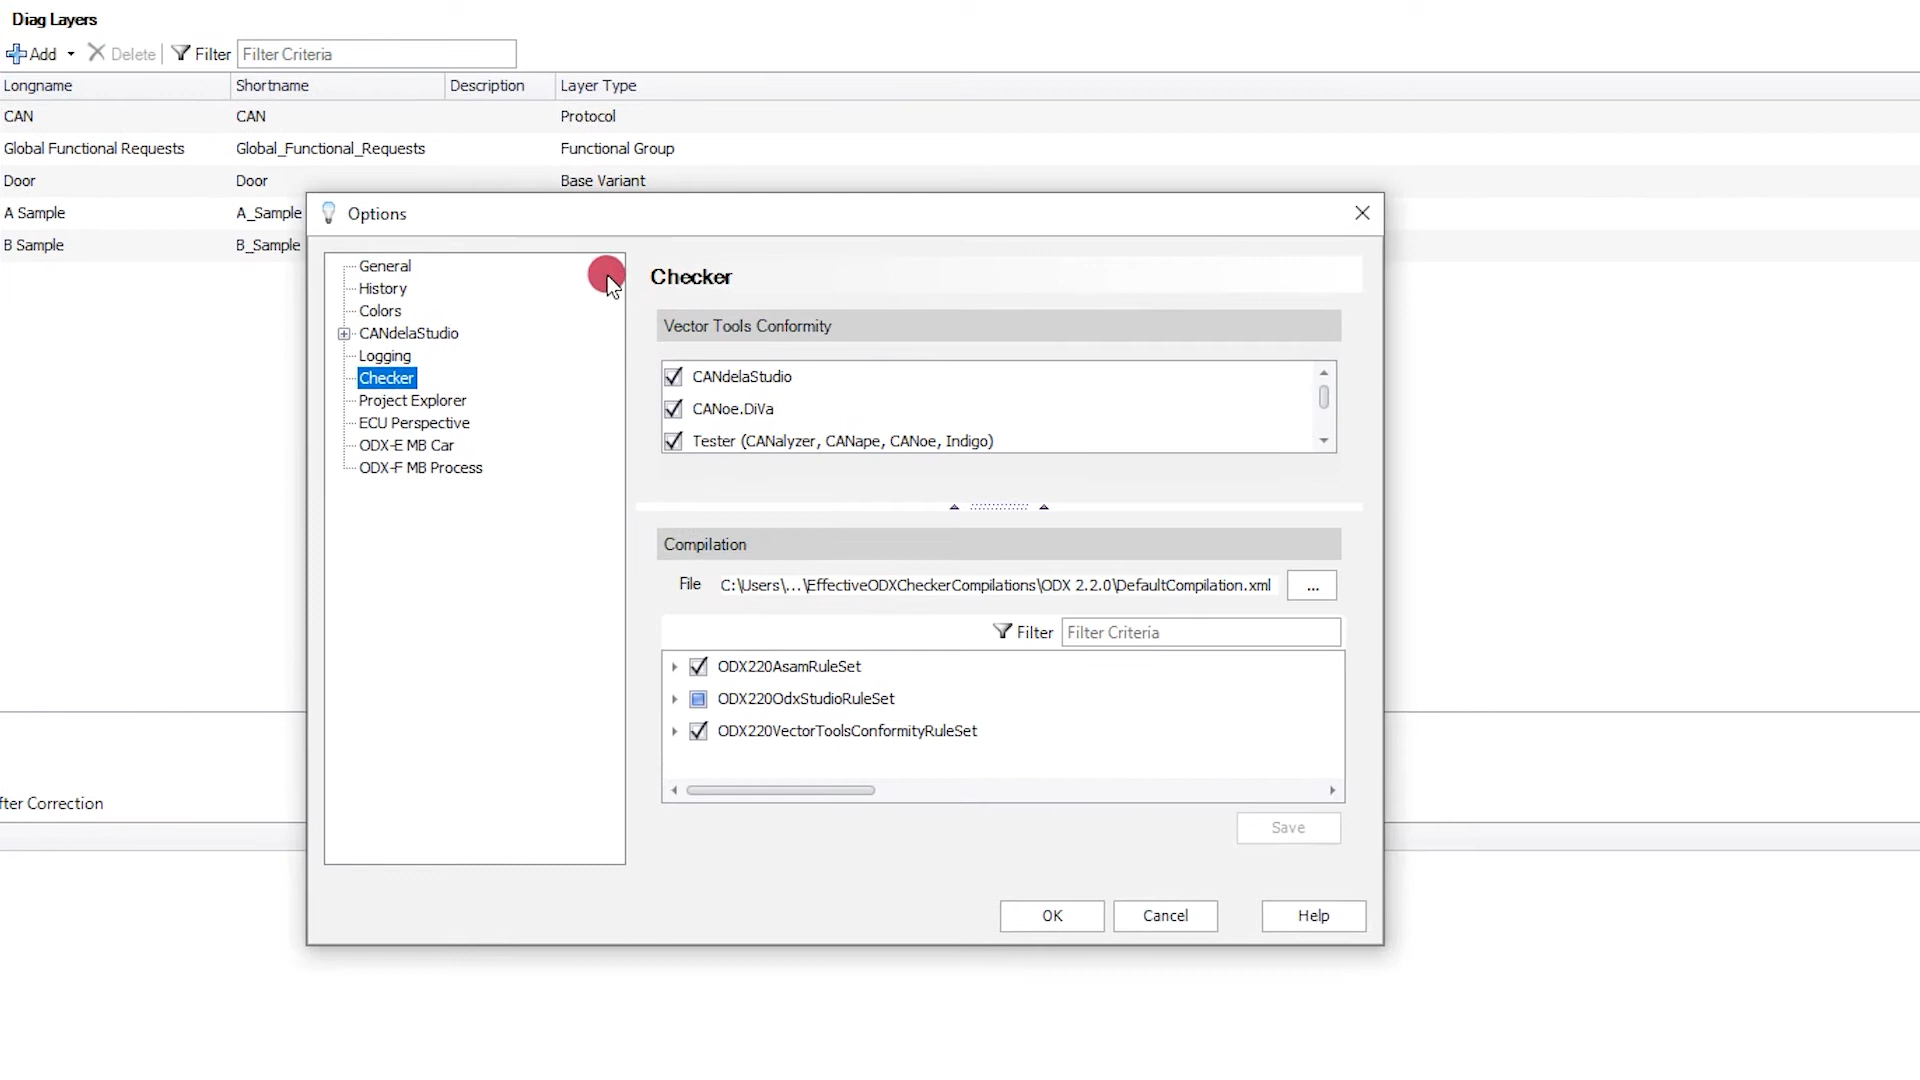 Diag Layers
Add Delete Filter Filter Criteria
Longname Shortname Description Layer Type
CAN CAN Protocol
Global Functional Requests Global_Functional_Requests Functional Group
Door Door Base Variant
A Sample A_Sample
B Sample B_Sample
Options
General
History
Colors
CANdelaStudio
Logging
Checker
Project Explorer
ECU Perspective
ODX-E MB Car
ODX-F MB Process
Checker
Vector Tools Conformity
CANdelaStudio
CANoe.DiVa
Tester (CANalyzer, CANape, CANoe, Indigo)
Compilation
File C:\Users\...\EffectiveODXCheckerCompilations\ODX 2.2.0\DefaultCompilation.xml ...
Filter Filter Criteria
ODX220AsamRuleSet
ODX220OdxStudioRuleSet
ODX220VectorToolsConformityRuleSet
Save
OK Cancel Help
fter Correction